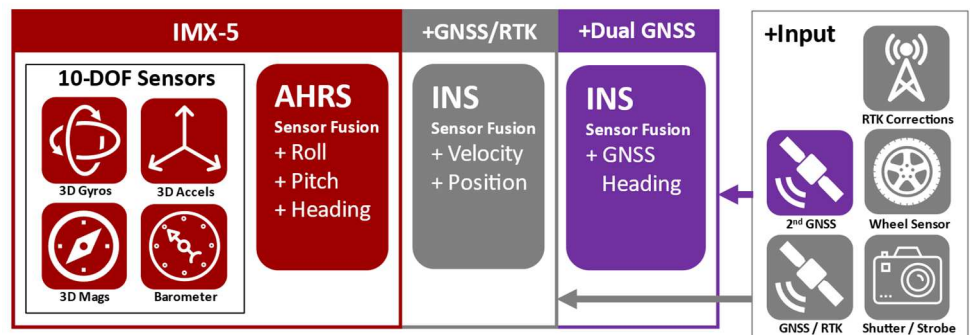 IMX-5
+GNSS/RTK
+Dual GNSS
+Input
10-DOF Sensors
3D Gyros
3D Accels
3D Mags
Barometer
AHRS
Sensor Fusion
+ Roll
+ Pitch
+ Heading
INS
Sensor Fusion
+ Velocity
+ Position
INS
Sensor Fusion
+ GNSS
Heading
RTK Corrections
2nd GNSS
Wheel Sensor
GNSS / RTK
Shutter / Strobe